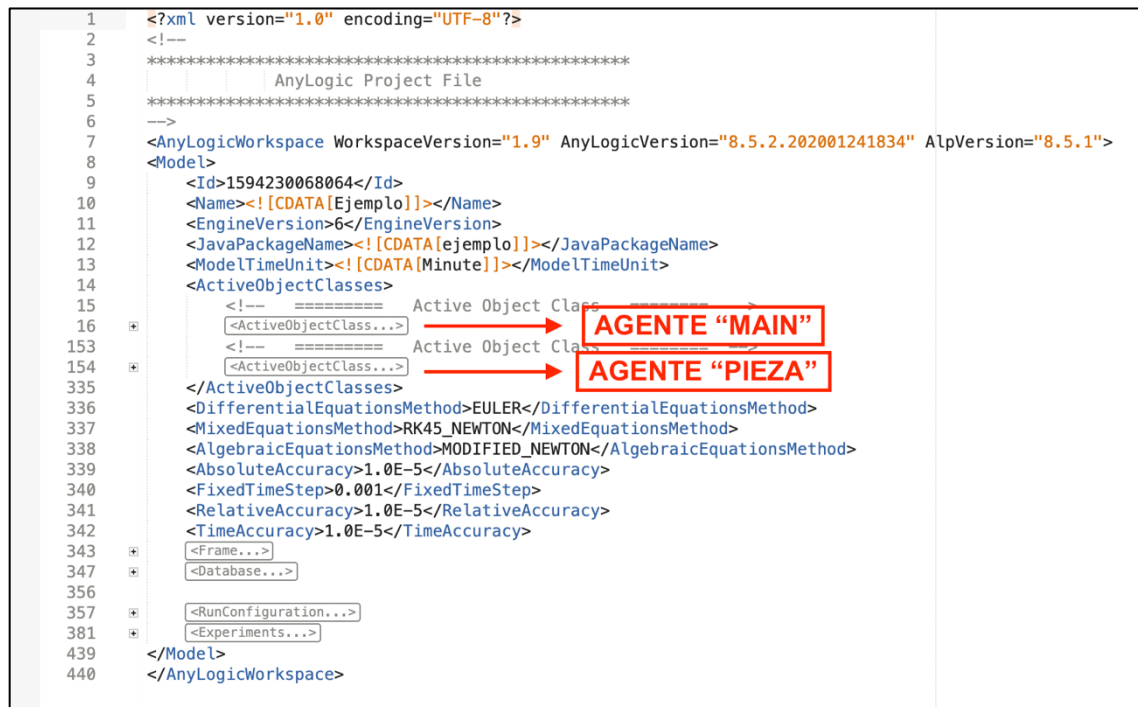 1 <?xml version="1.0" encoding="UTF-8"?>
2 <!--
3 *************************************************
4 AnyLogic Project File
5 *************************************************
6 -->
7 <AnyLogicWorkspace WorkspaceVersion="1.9" AnyLogicVersion="8.5.2.202001241834" AlpVersion="8.5.1">
8 <Model>
9 <Id>1594230068064</Id>
10 <Name><![CDATA[Ejemplo]]></Name>
11 <EngineVersion>6</EngineVersion>
12 <JavaPackageName><![CDATA[ejemplo]]></JavaPackageName>
13 <ModelTimeUnit><![CDATA[Minute]]></ModelTimeUnit>
14 <ActiveObjectClasses>
15 <!-- ========= Active Object Class ======== -->
16 <ActiveObjectClass...> AGENTE “MAIN”
153 <!-- ========= Active Object Class ======== -->
154 <ActiveObjectClass...> AGENTE “PIEZA”
335 </ActiveObjectClasses>
336 <DifferentialEquationsMethod>EULER</DifferentialEquationsMethod>
337 <MixedEquationsMethod>RK45_NEWTON</MixedEquationsMethod>
338 <AlgebraicEquationsMethod>MODIFIED_NEWTON</AlgebraicEquationsMethod>
339 <AbsoluteAccuracy>1.0E-5</AbsoluteAccuracy>
340 <FixedTimeStep>0.001</FixedTimeStep>
341 <RelativeAccuracy>1.0E-5</RelativeAccuracy>
342 <TimeAccuracy>1.0E-5</TimeAccuracy>
343 <Frame...>
347 <Database...>
356
357 <RunConfiguration...>
381 <Experiments...>
439 </Model>
440 </AnyLogicWorkspace>